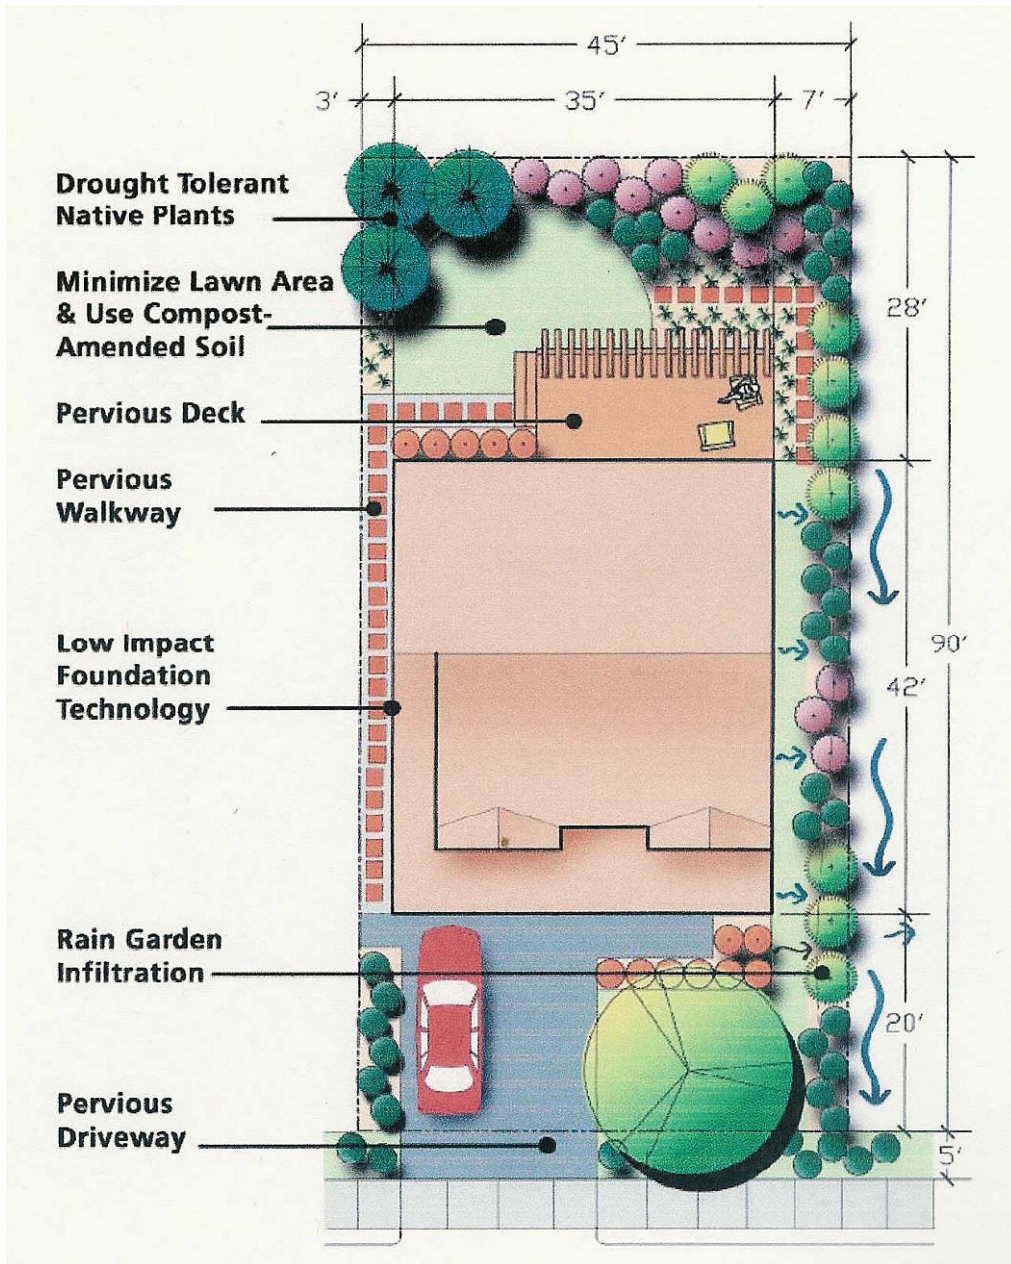 45′
3′ 35′ 7′
Drought Tolerant
Native Plants
Minimize Lawn Area
& Use Compost-
Amended Soil
28′
Pervious Deck
Pervious
Walkway
Low Impact
Foundation
Technology
90′
42′
Rain Garden
Infiltration
20′
Pervious
Driveway
5′